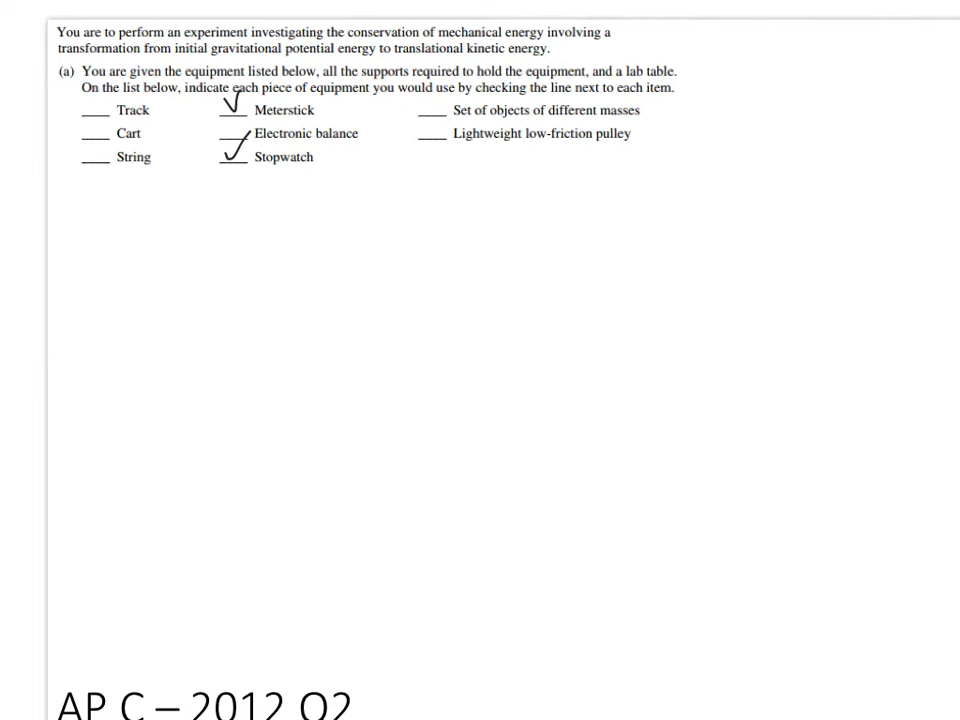 You are to perform an experiment investigating the conservation of mechanical energy involving a
transformation from initial gravitational potential energy to translational kinetic energy.
(a) You are given the equipment listed below, all the supports required to hold the equipment, and a lab table.
On the list below, indicate each piece of equipment you would use by checking the line next to each item.
____ Track ____ Meterstick ____ Set of objects of different masses
____ Cart ____ Electronic balance ____ Lightweight low-friction pulley
____ String ____ Stopwatch
AP C – 2012 Q2